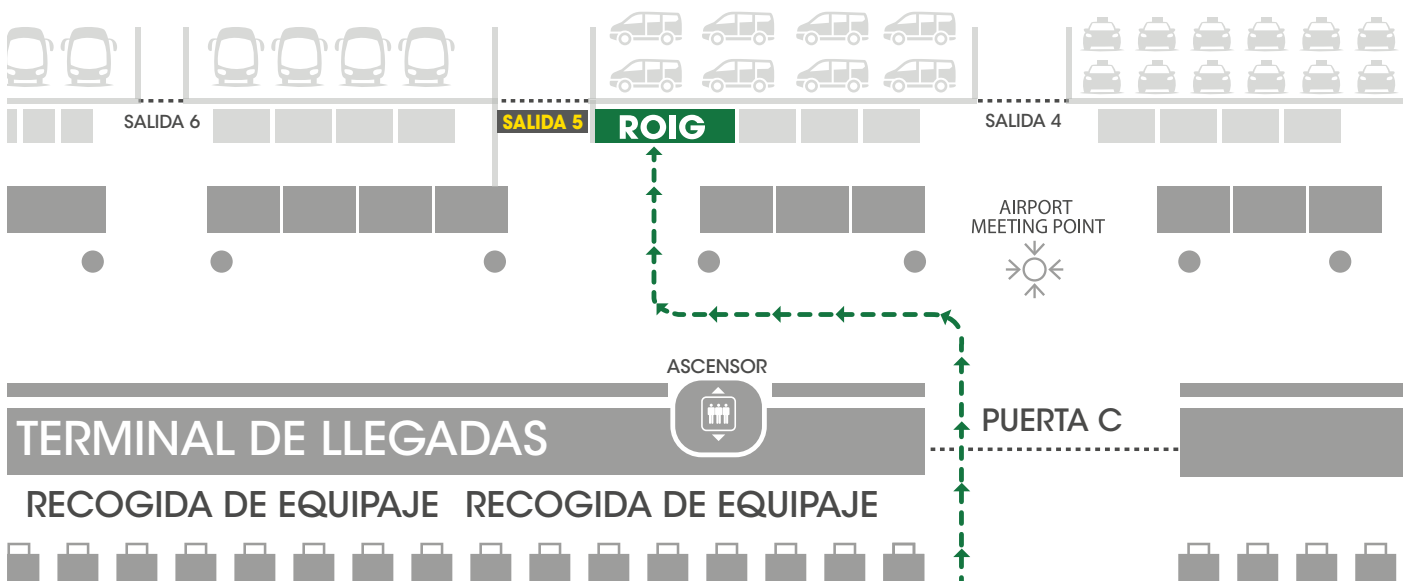 SALIDA 6
SALIDA 5
ROIG
SALIDA 4
AIRPORT
MEETING POINT
ASCENSOR
TERMINAL DE LLEGADAS
PUERTA C
RECOGIDA DE EQUIPAJE RECOGIDA DE EQUIPAJE